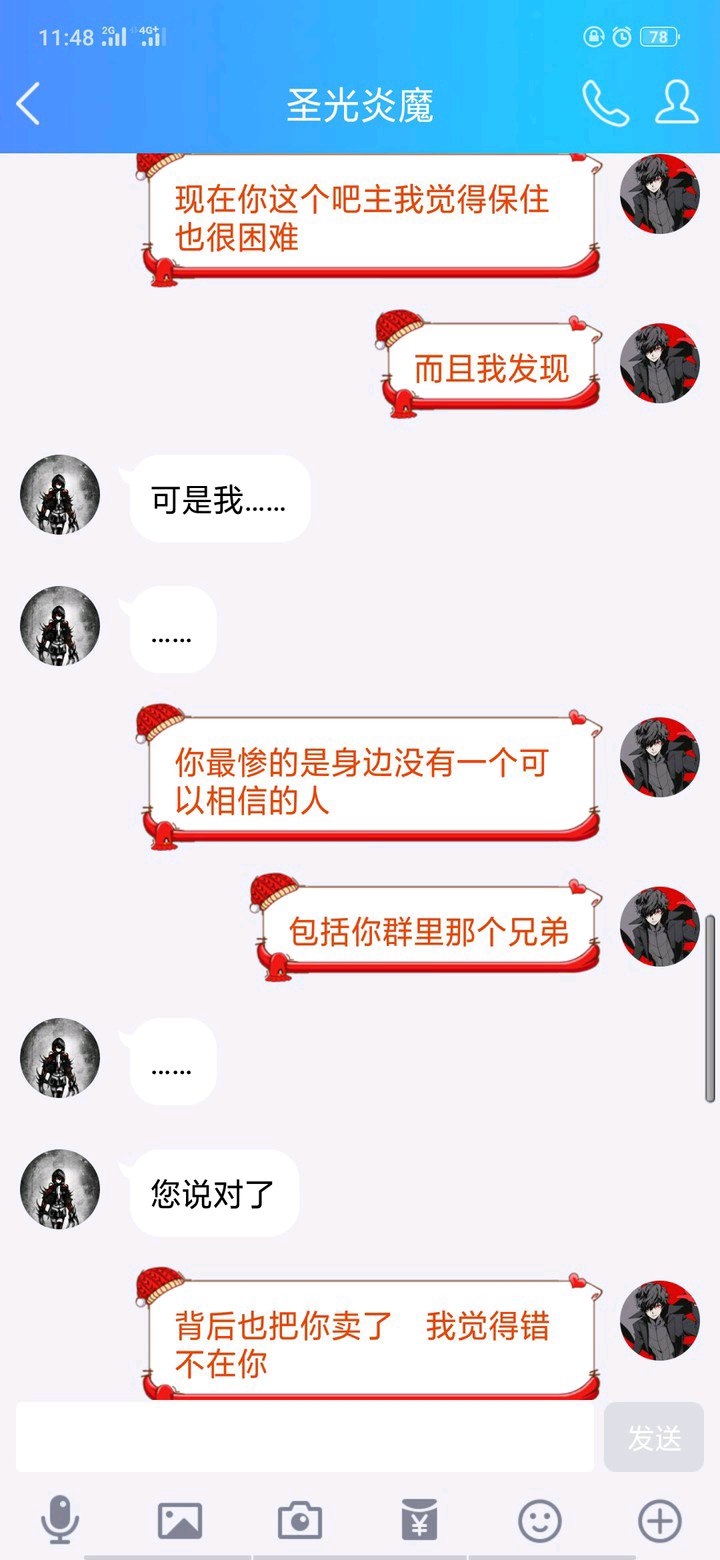 11:48 2G 4G+ 78
圣光炎魔
现在你这个吧主我觉得保住
也很困难
而且我发现
可是我……
……
你最惨的是身边没有一个可
以相信的人
包括你群里那个兄弟
……
您说对了
背后也把你卖了 我觉得错
不在你
发送
¥